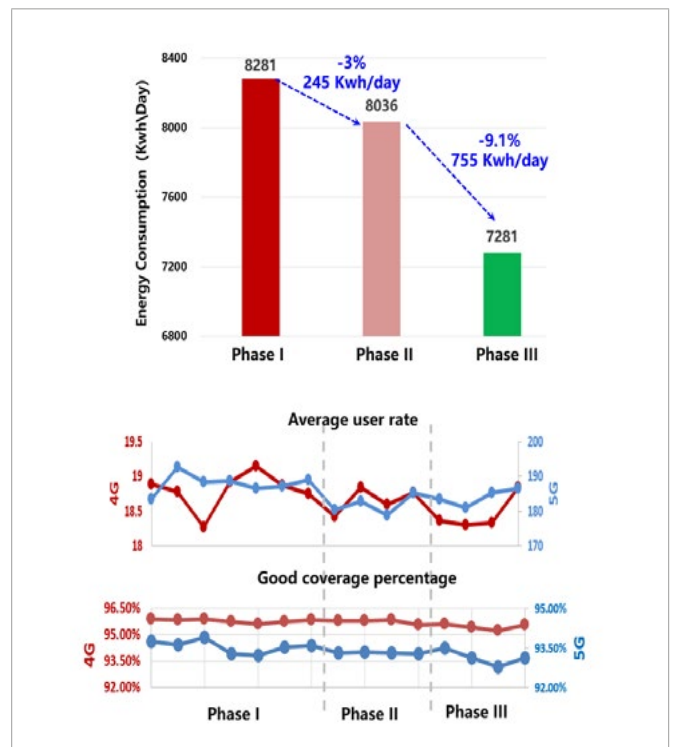 8400
8000
7600
7200
6800
Energy Consumption (Kwh\Day)
8281
-3%
245 Kwh/day
8036
-9.1%
755 Kwh/day
7281
Phase I
Phase II
Phase III
Average user rate
19.5
19
18.5
18
4G
200
190
180
170
5G
Good coverage percentage
96.50%
95.00%
93.50%
92.00%
4G
95.00%
93.50%
92.00%
5G
Phase I
Phase II
Phase III